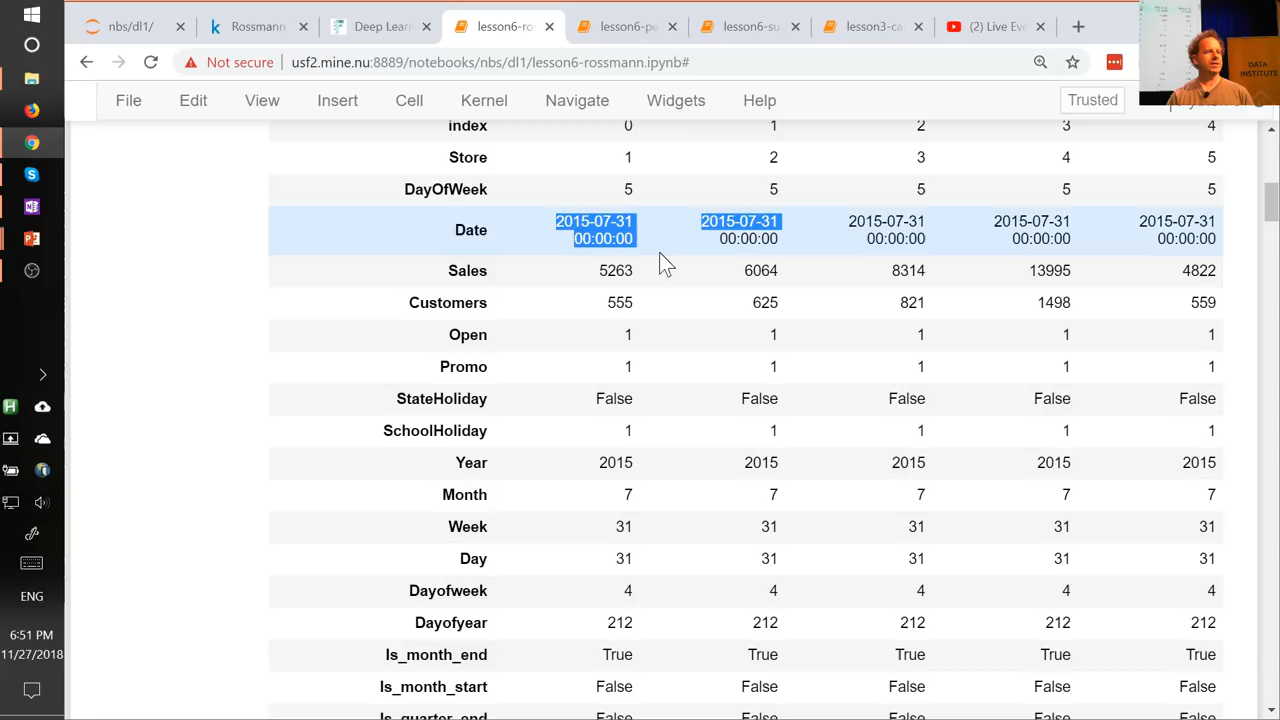 nbs/dl1/ Rossmann Deep Learn lesson6-ro lesson6-pe lesson6-su lesson3-ca (2) Live Eve
Not secure usf2.mine.nu:8889/notebooks/nbs/dl1/lesson6-rossmann.ipynb#
DATA
INSTITUTE
File Edit View Insert Cell Kernel Navigate Widgets Help Trusted
index 0 1 2 3 4
Store 1 2 3 4 5
DayOfWeek 5 5 5 5 5
Date 2015-07-31 2015-07-31 2015-07-31 2015-07-31 2015-07-31
00:00:00 00:00:00 00:00:00 00:00:00 00:00:00
Sales 5263 6064 8314 13995 4822
Customers 555 625 821 1498 559
Open 1 1 1 1 1
Promo 1 1 1 1 1
StateHoliday False False False False False
SchoolHoliday 1 1 1 1 1
Year 2015 2015 2015 2015 2015
Month 7 7 7 7 7
Week 31 31 31 31 31
Day 31 31 31 31 31
Dayofweek 4 4 4 4 4
Dayofyear 212 212 212 212 212
Is_month_end True True True True True
Is_month_start False False False False False
Is_quarter_end False False False False False
ENG
6:51 PM
11/27/2018